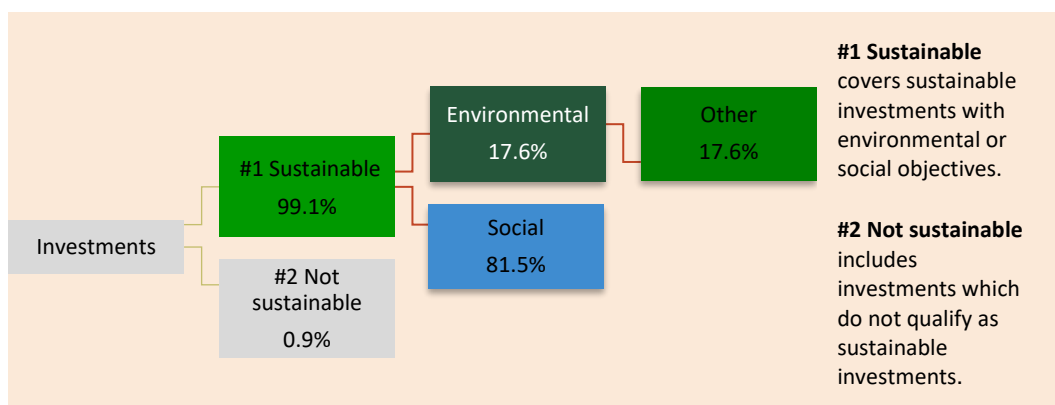 Investments
#1 Sustainable
99.1%
#2 Not
sustainable
0.9%
Environmental
17.6%
Social
81.5%
Other
17.6%
#1 Sustainable
covers sustainable
investments with
environmental or
social objectives.
#2 Not sustainable
includes
investments which
do not qualify as
sustainable
investments.